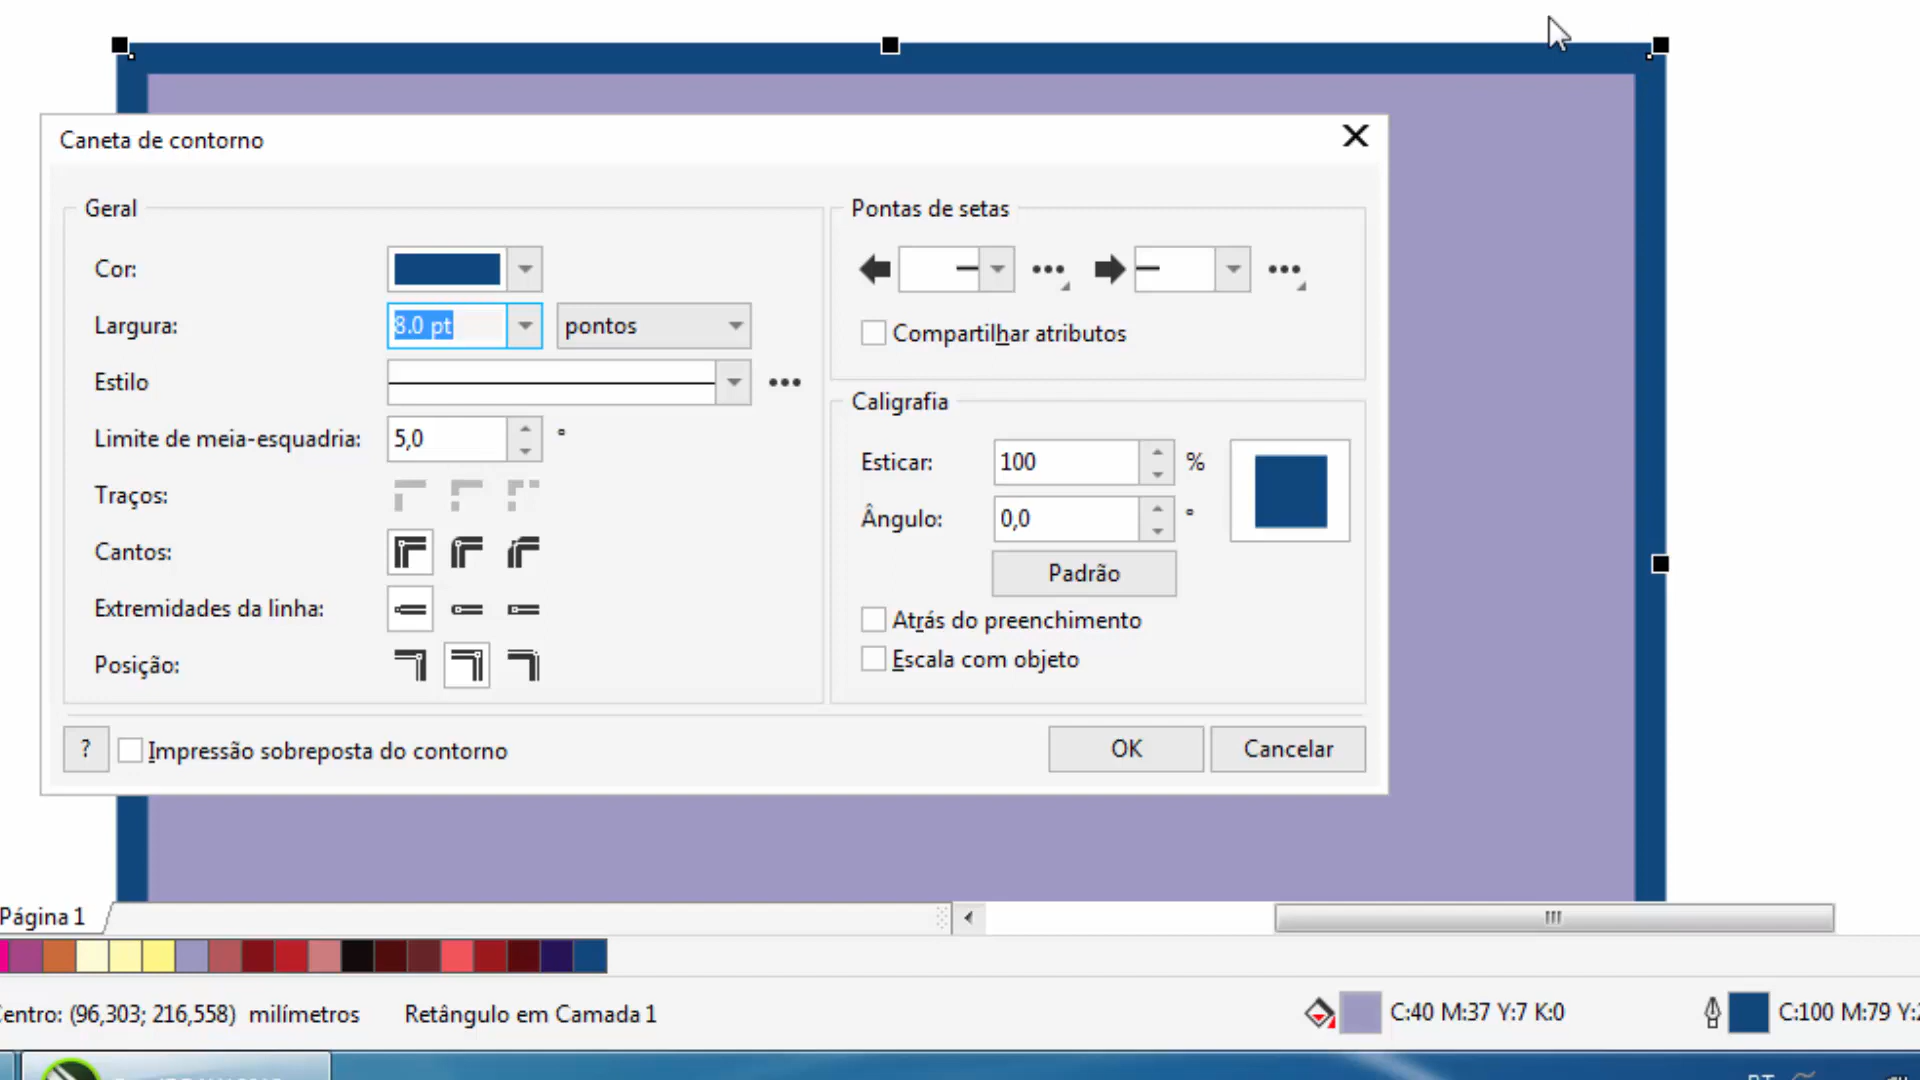 Caneta de contorno
Geral
Cor:
Largura: 8.0 pt pontos
Estilo
Limite de meia-esquadria: 5,0 °
Traços:
Cantos:
Extremidades da linha:
Posição:
Pontas de setas
Compartilhar atributos
Caligrafia
Esticar: 100 %
Ângulo: 0,0 °
Padrão
Atrás do preenchimento
Escala com objeto
? Impressão sobreposta do contorno
OK Cancelar
Página 1
(96,303; 216,558) milímetros Retângulo em Camada 1 C:40 M:37 Y:7 K:0 C:100 M:79